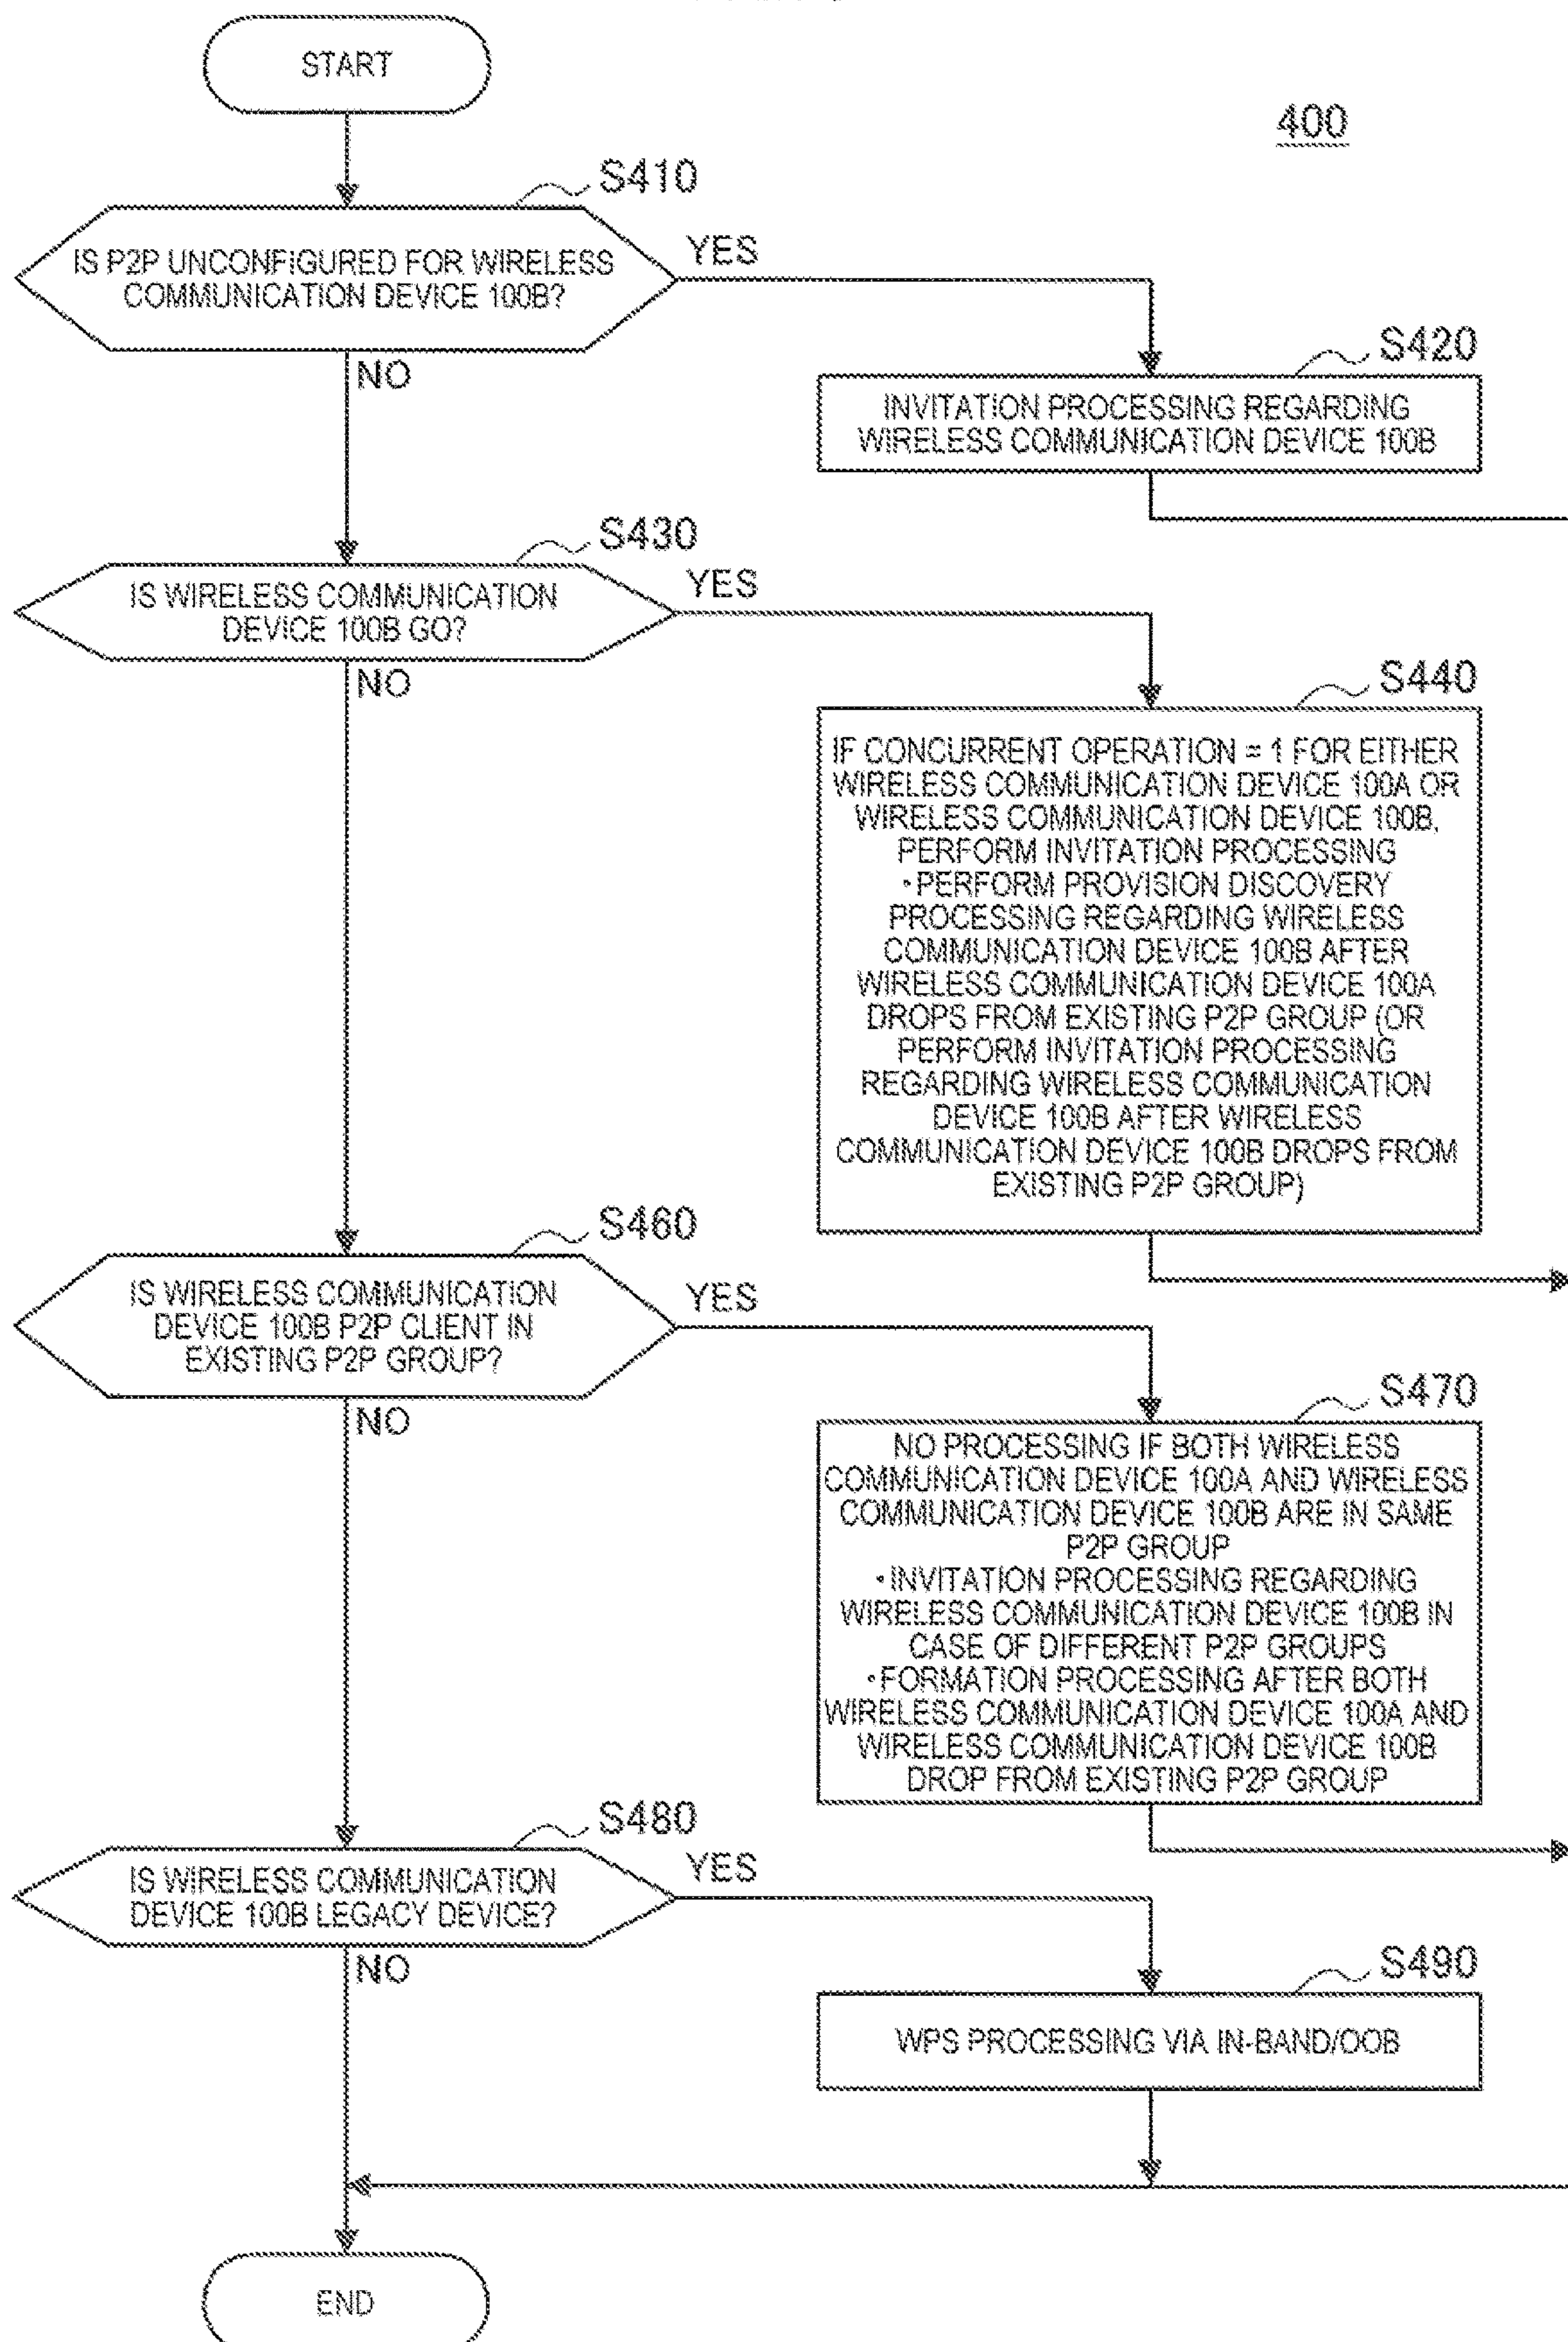 START
400
S410
IS P2P UNCONFIGURED FOR WIRELESS
COMMUNICATION DEVICE 100B?
YES
NO
S420
INVITATION PROCESSING REGARDING
WIRELESS COMMUNICATION DEVICE 100B
S430
IS WIRELESS COMMUNICATION
DEVICE 100B GO?
YES
NO
S440
IF CONCURRENT OPERATION = 1 FOR EITHER
WIRELESS COMMUNICATION DEVICE 100A OR
WIRELESS COMMUNICATION DEVICE 100B,
PERFORM INVITATION PROCESSING
・PERFORM PROVISION DISCOVERY
PROCESSING REGARDING WIRELESS
COMMUNICATION DEVICE 100B AFTER
WIRELESS COMMUNICATION DEVICE 100A
DROPS FROM EXISTING P2P GROUP (OR
PERFORM INVITATION PROCESSING
REGARDING WIRELESS COMMUNICATION
DEVICE 100B AFTER WIRELESS
COMMUNICATION DEVICE 100B DROPS FROM
EXISTING P2P GROUP)
S460
IS WIRELESS COMMUNICATION
DEVICE 100B P2P CLIENT IN
EXISTING P2P GROUP?
YES
NO
S470
NO PROCESSING IF BOTH WIRELESS
COMMUNICATION DEVICE 100A AND WIRELESS
COMMUNICATION DEVICE 100B ARE IN SAME
P2P GROUP
・INVITATION PROCESSING REGARDING
WIRELESS COMMUNICATION DEVICE 100B IN
CASE OF DIFFERENT P2P GROUPS
・FORMATION PROCESSING AFTER BOTH
WIRELESS COMMUNICATION DEVICE 100A AND
WIRELESS COMMUNICATION DEVICE 100B
DROP FROM EXISTING P2P GROUP
S480
IS WIRELESS COMMUNICATION
DEVICE 100B LEGACY DEVICE?
YES
NO
S490
WPS PROCESSING VIA IN-BAND/OOB
END